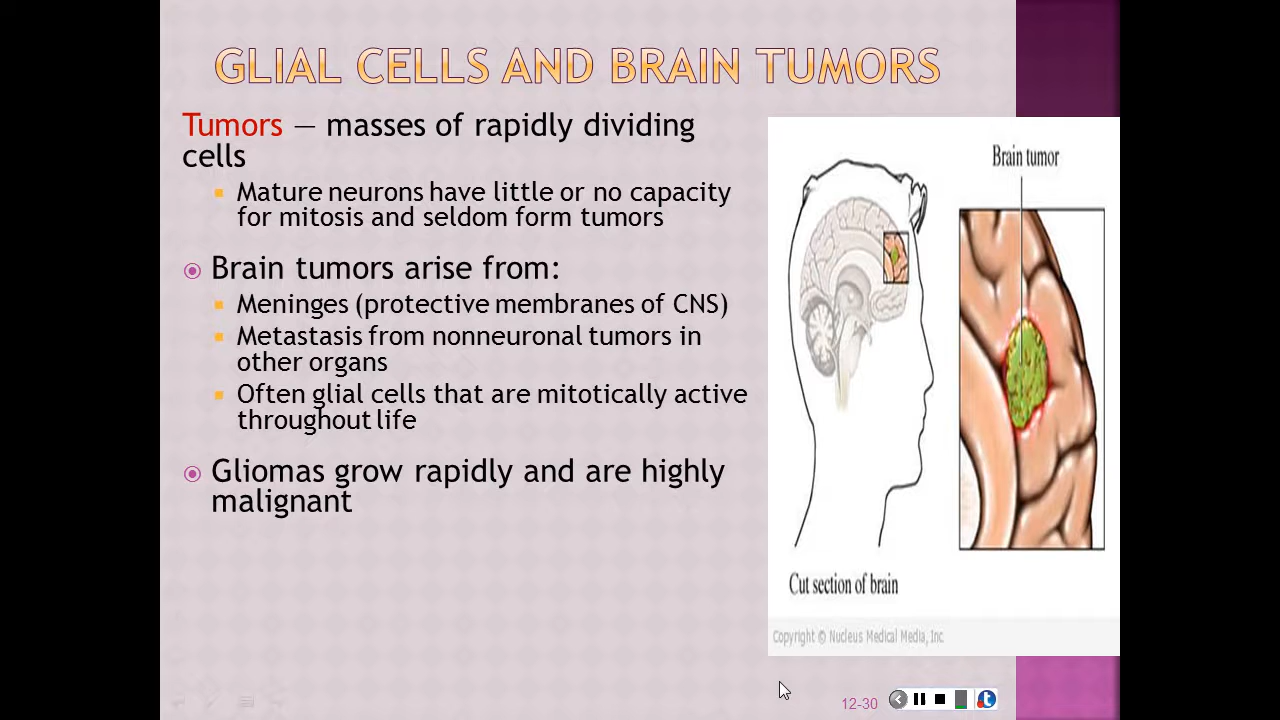 GLIAL CELLS AND BRAIN TUMORS
Tumors — masses of rapidly dividing
cells
Mature neurons have little or no capacity
for mitosis and seldom form tumors
Brain tumors arise from:
Meninges (protective membranes of CNS)
Metastasis from nonneuronal tumors in
other organs
Often glial cells that are mitotically active
throughout life
Gliomas grow rapidly and are highly
malignant
Brain tumor
Cut section of brain
Copyright © Nucleus Medical Media, Inc
12-30
t